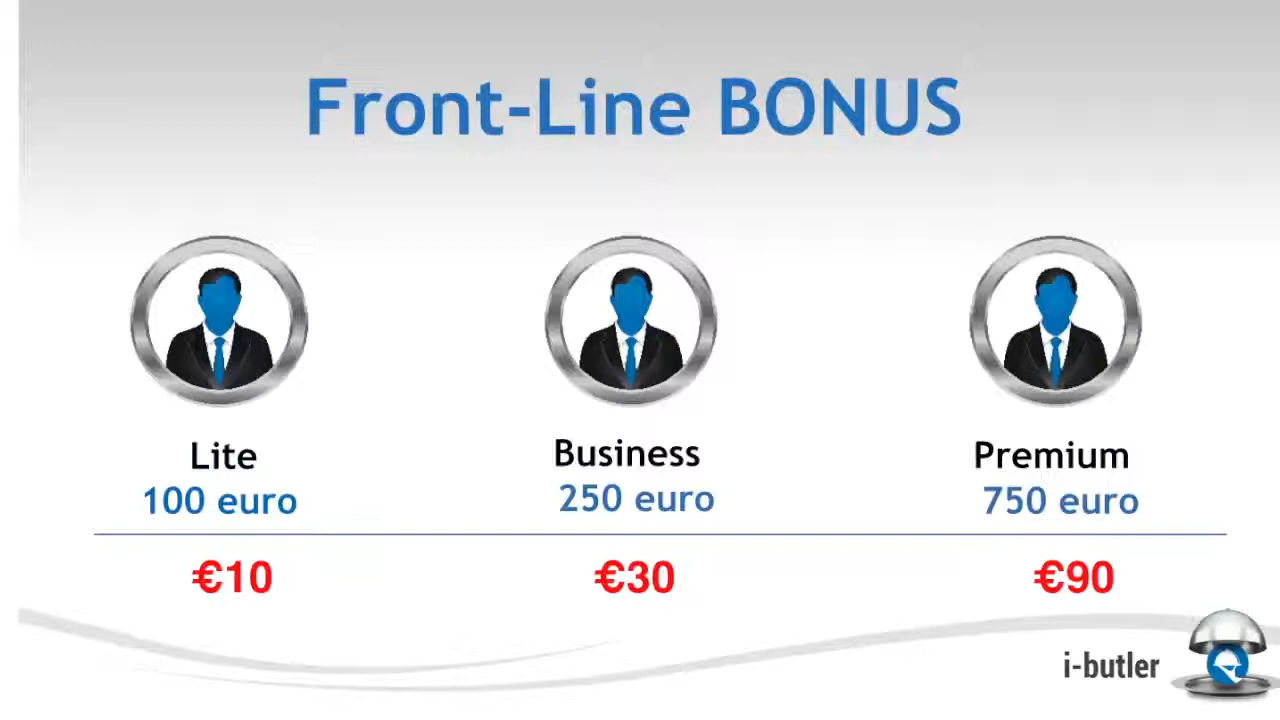 Front-Line BONUS
Lite
100 euro
Business
250 euro
Premium
750 euro
€10
€30
€90
i-butler